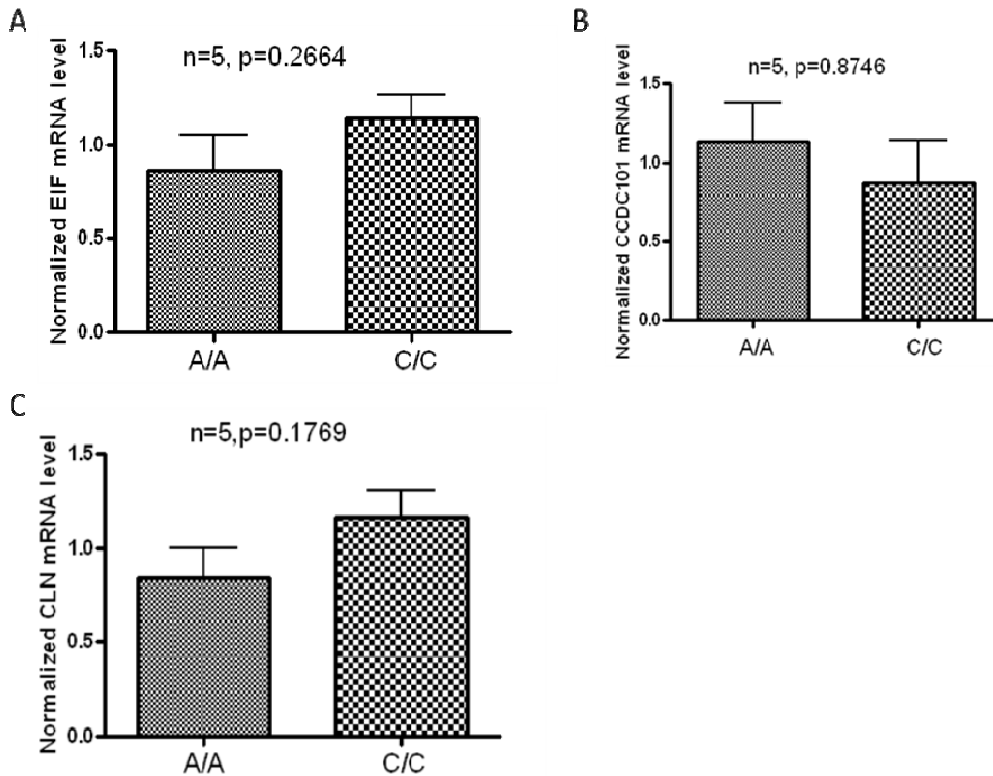 A
Normalized EIF mRNA level
n=5, p=0.2664
1.5
1.0
0.5
0.0
A/A
C/C
B
Normalized CCDC101 mRNA level
n=5, p=0.8746
1.5
1.0
0.5
0.0
A/A
C/C
C
Normalized CLN mRNA level
n=5,p=0.1769
1.5
1.0
0.5
0.0
A/A
C/C